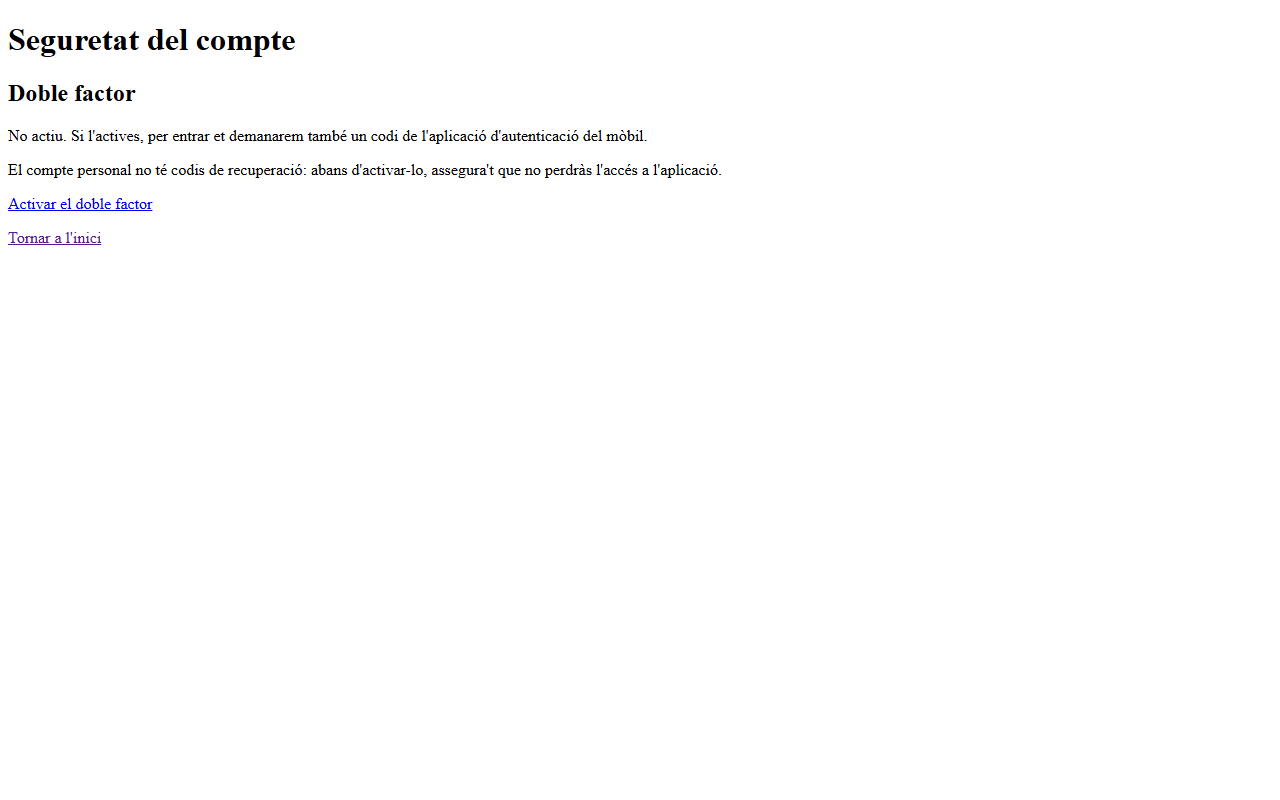 Seguretat del compte
Doble factor
No actiu. Si l'actives, per entrar et demanarem també un codi de l'aplicació d'autenticació del mòbil.
El compte personal no té codis de recuperació: abans d'activar-lo, assegura't que no perdràs l'accés a l'aplicació.
Activar el doble factor
Tornar a l'inici